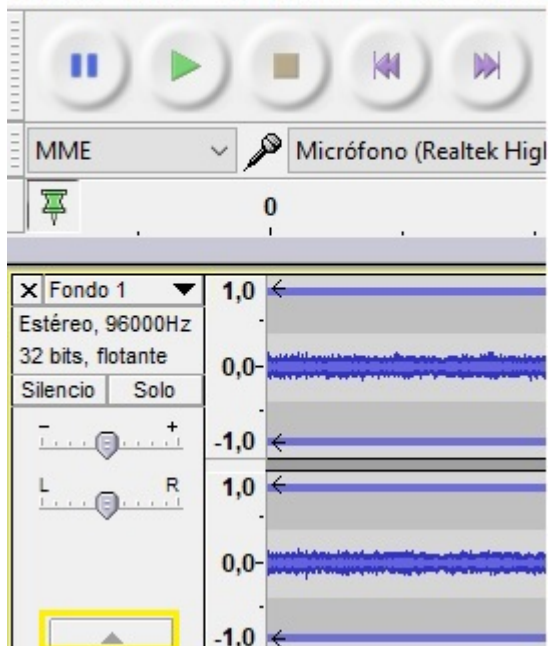 MME Micrófono (Realtek Higl
0
X Fondo 1
1,0
Estéreo, 96000Hz
32 bits, flotante
0,0-
Silencio Solo
- +
-1,0
L R
1,0
0,0-
-1,0